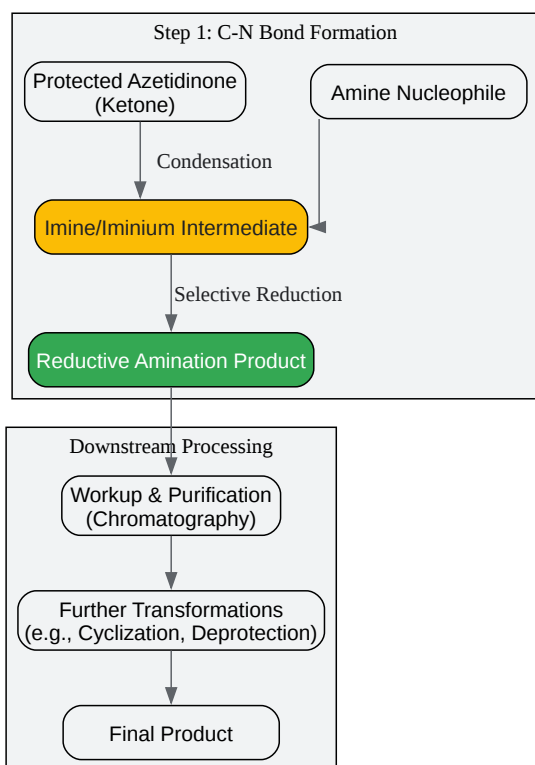 Step 1: C-N Bond Formation
Protected Azetidinone
(Ketone)
Amine Nucleophile
Condensation
Imine/Iminium Intermediate
Selective Reduction
Reductive Amination Product
Downstream Processing
Workup & Purification
(Chromatography)
Further Transformations
(e.g., Cyclization, Deprotection)
Final Product